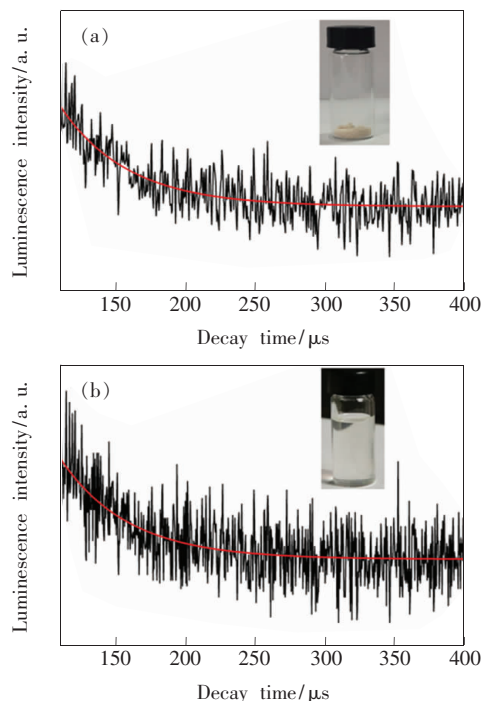 (a)
Luminescence intensity/a. u.
150 200 250 300 350 400
Decay time/μs
(b)
Luminescence intensity/a. u.
150 200 250 300 350 400
Decay time/μs